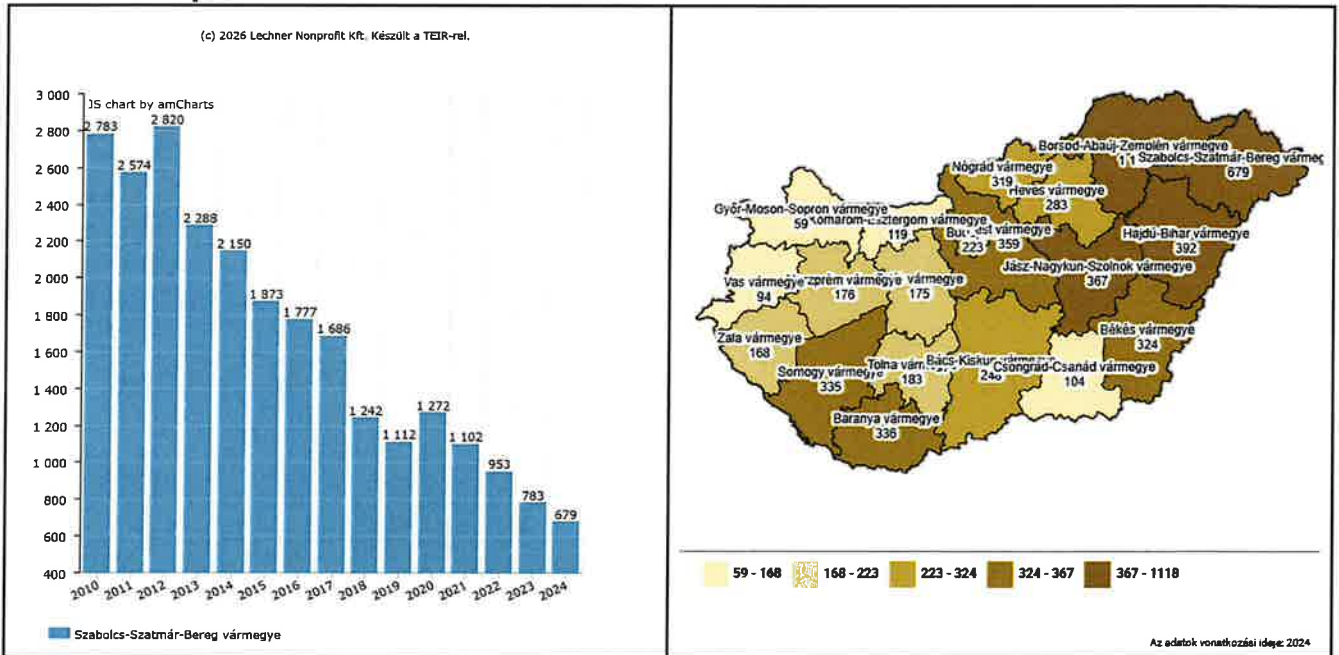 (c) 2026 Lechner Nonprofit Kft. Készült a TEIR-rel.
JS chart by amCharts
3 000
2 800
2 600
2 400
2 200
2 000
1 800
1 600
1 400
1 200
1 000
800
600
400
2 783
2 574
2 820
2 288
2 150
1 873
1 777
1 686
1 242
1 112
1 272
1 102
953
783
679
2010 2011 2012 2013 2014 2015 2016 2017 2018 2019 2020 2021 2022 2023 2024
Szabolcs-Szatmár-Bereg vármegye
Borsod-Abaúj-Zemplén vármegye
Szabolcs-Szatmár-Bereg vármeg
679
Nógrád vármegye
319
Heves vármegye
283
Győr-Moson-Sopron vármegye
59
Komárom-Esztergom vármegye
119
223
359
Hajdú-Bihar vármegye
392
Jász-Nagykun-Szolnok vármegye
367
Vas vármegye
94
vármegye
176
vármegye
175
Zala vármegye
168
Somogy vármegye
335
Tolna
183
Bács-Kiskun vármegye
Csongrád-Csanád vármegye
104
Békés vármegye
324
Baranya vármegye
336
59 - 168
168 - 223
223 - 324
324 - 367
367 - 1118
Az adatok vonatkozási ideje: 2024